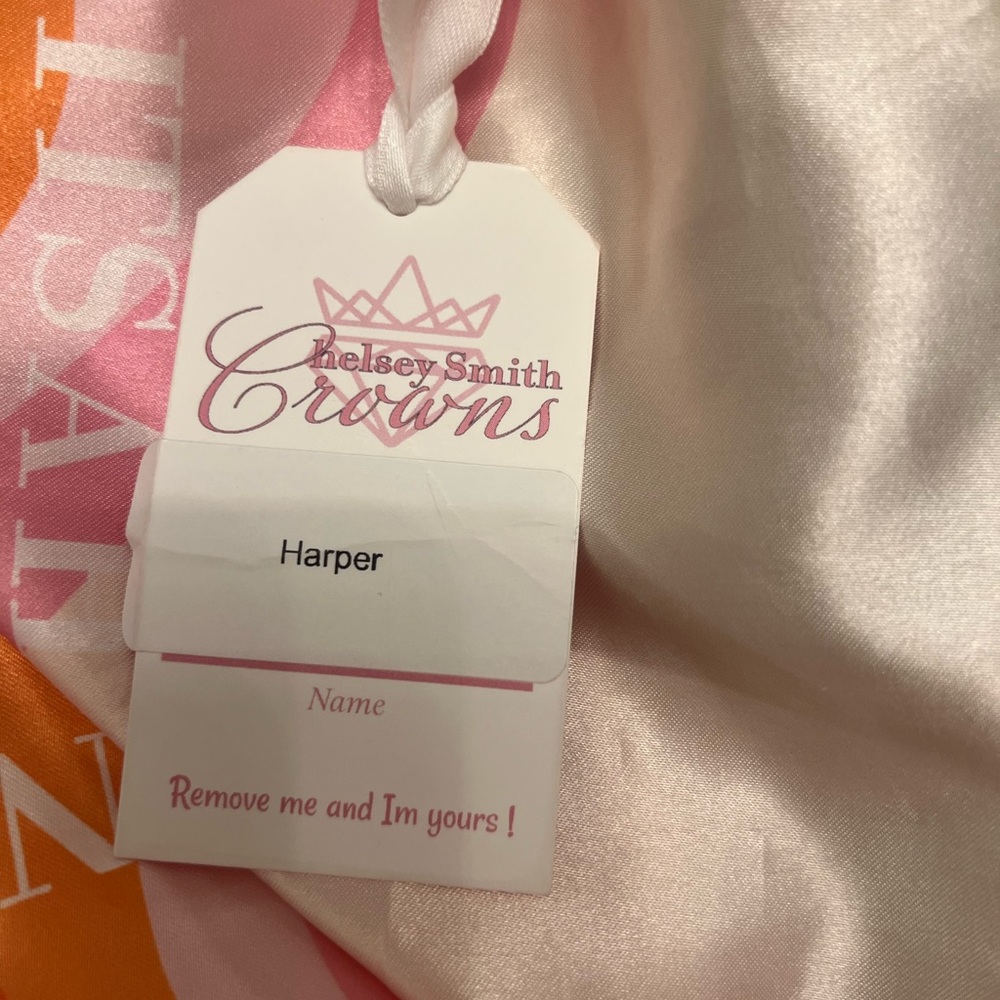 Chelsey Smith
Crowns
Harper
Name
Remove me and Im yours !